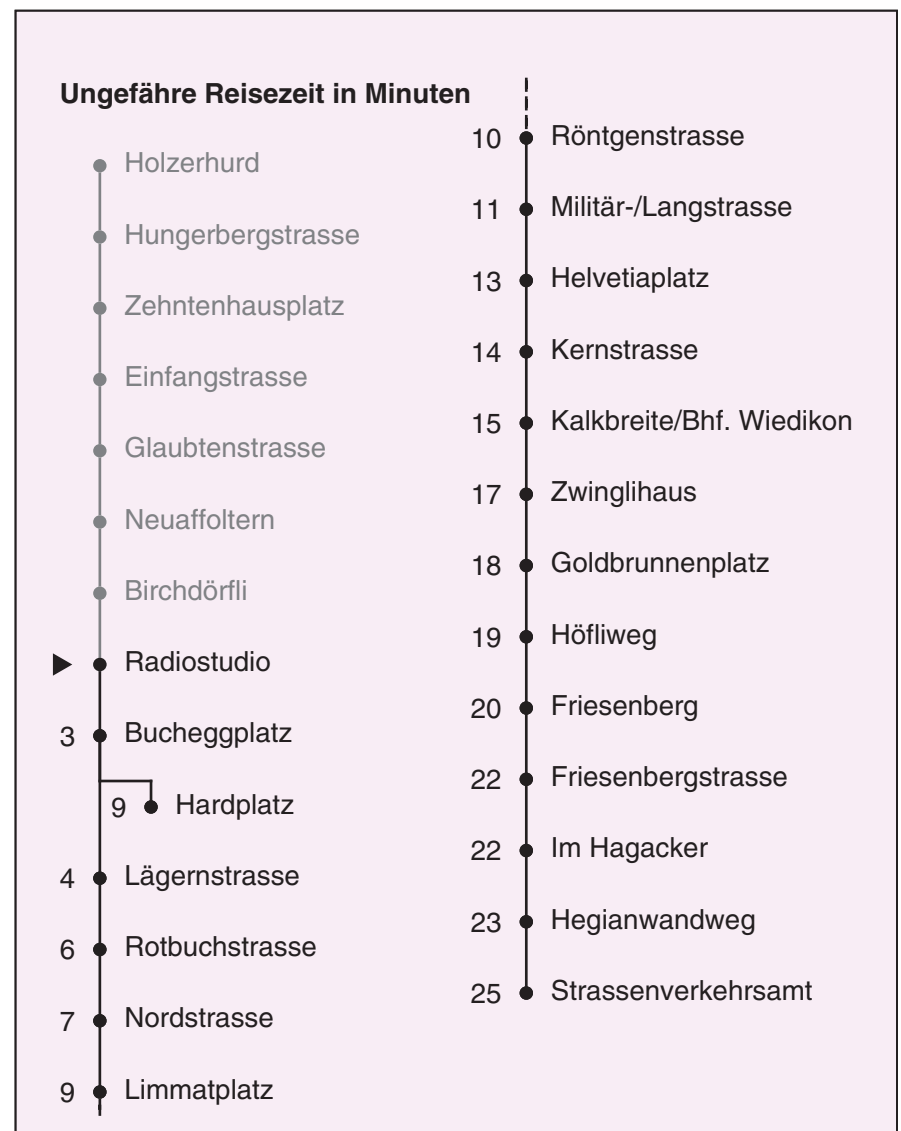 Ungefähre Reisezeit in Minuten
Holzerhurd
Hungerbergstrasse
Zehntenhausplatz
Einfangstrasse
Glaubtenstrasse
Neuaffoltern
Birchdörfli
Radiostudio
3 Bucheggplatz
9 Hardplatz
4 Lägernstrasse
6 Rotbuchstrasse
7 Nordstrasse
9 Limmatplatz
10 Röntgenstrasse
11 Militär-/Langstrasse
13 Helvetiaplatz
14 Kernstrasse
15 Kalkbreite/Bhf. Wiedikon
17 Zwinglihaus
18 Goldbrunnenplatz
19 Höfliweg
20 Friesenberg
22 Friesenbergstrasse
22 Im Hagacker
23 Hegianwandweg
25 Strassenverkehrsamt